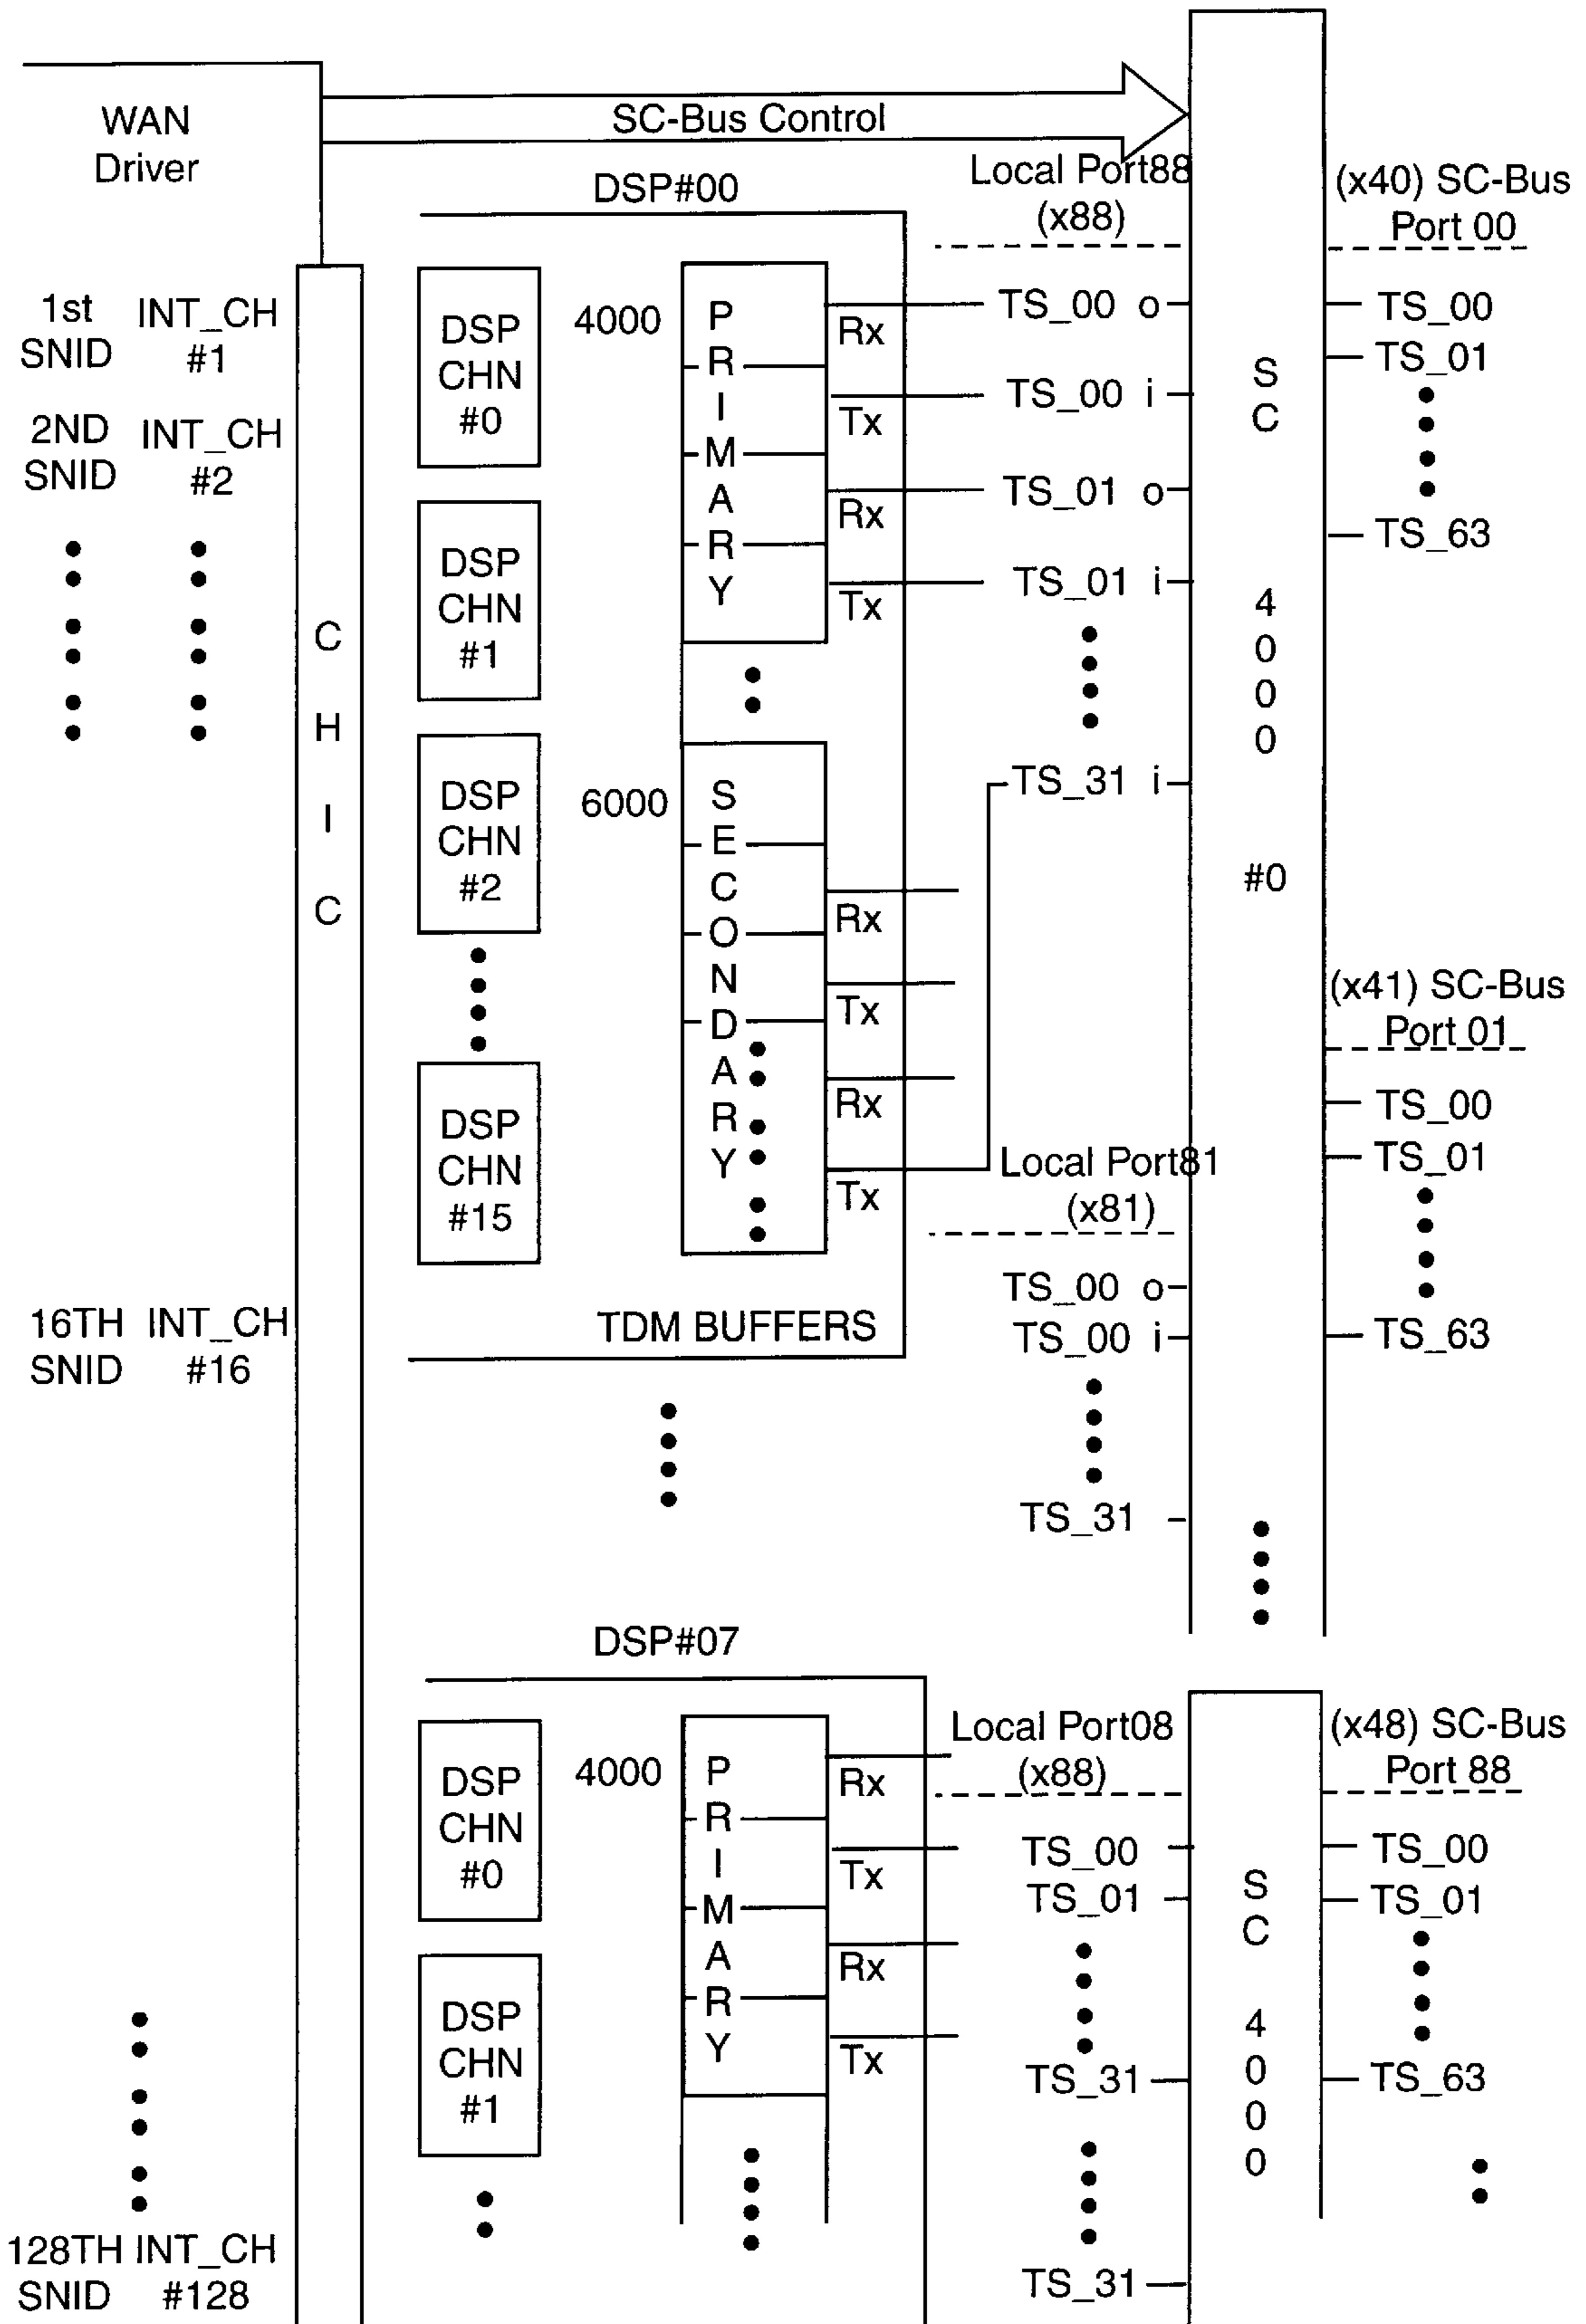 WAN
Driver
SC-Bus Control
DSP#00
Local Port88
(x88)
(x40) SC-Bus
Port 00
1st
SNID
INT_CH
#1
2ND
SNID
INT_CH
#2
16TH
SNID
INT_CH
#16
128TH
SNID
INT_CH
#128
C
H
I
C
DSP
CHN
#0
DSP
CHN
#1
DSP
CHN
#2
DSP
CHN
#15
4000
P
R
I
M
A
R
Y
Rx
Tx
Rx
Tx
6000
S
E
C
O
N
D
A
R
Y
Rx
Tx
Rx
Tx
TDM BUFFERS
TS_00 o
TS_00 i
TS_01 o
TS_01 i
TS_31 i
Local Port81
(x81)
TS_00 o
TS_00 i
TS_31
S
C
4
0
0
0
#0
TS_00
TS_01
TS_63
(x41) SC-Bus
Port 01
TS_00
TS_01
TS_63
DSP#07
DSP
CHN
#0
DSP
CHN
#1
4000
P
R
I
M
A
R
Y
Rx
Tx
Rx
Tx
Local Port08
(x88)
TS_00
TS_01
TS_31
TS_31
S
C
4
0
0
0
(x48) SC-Bus
Port 88
TS_00
TS_01
TS_63